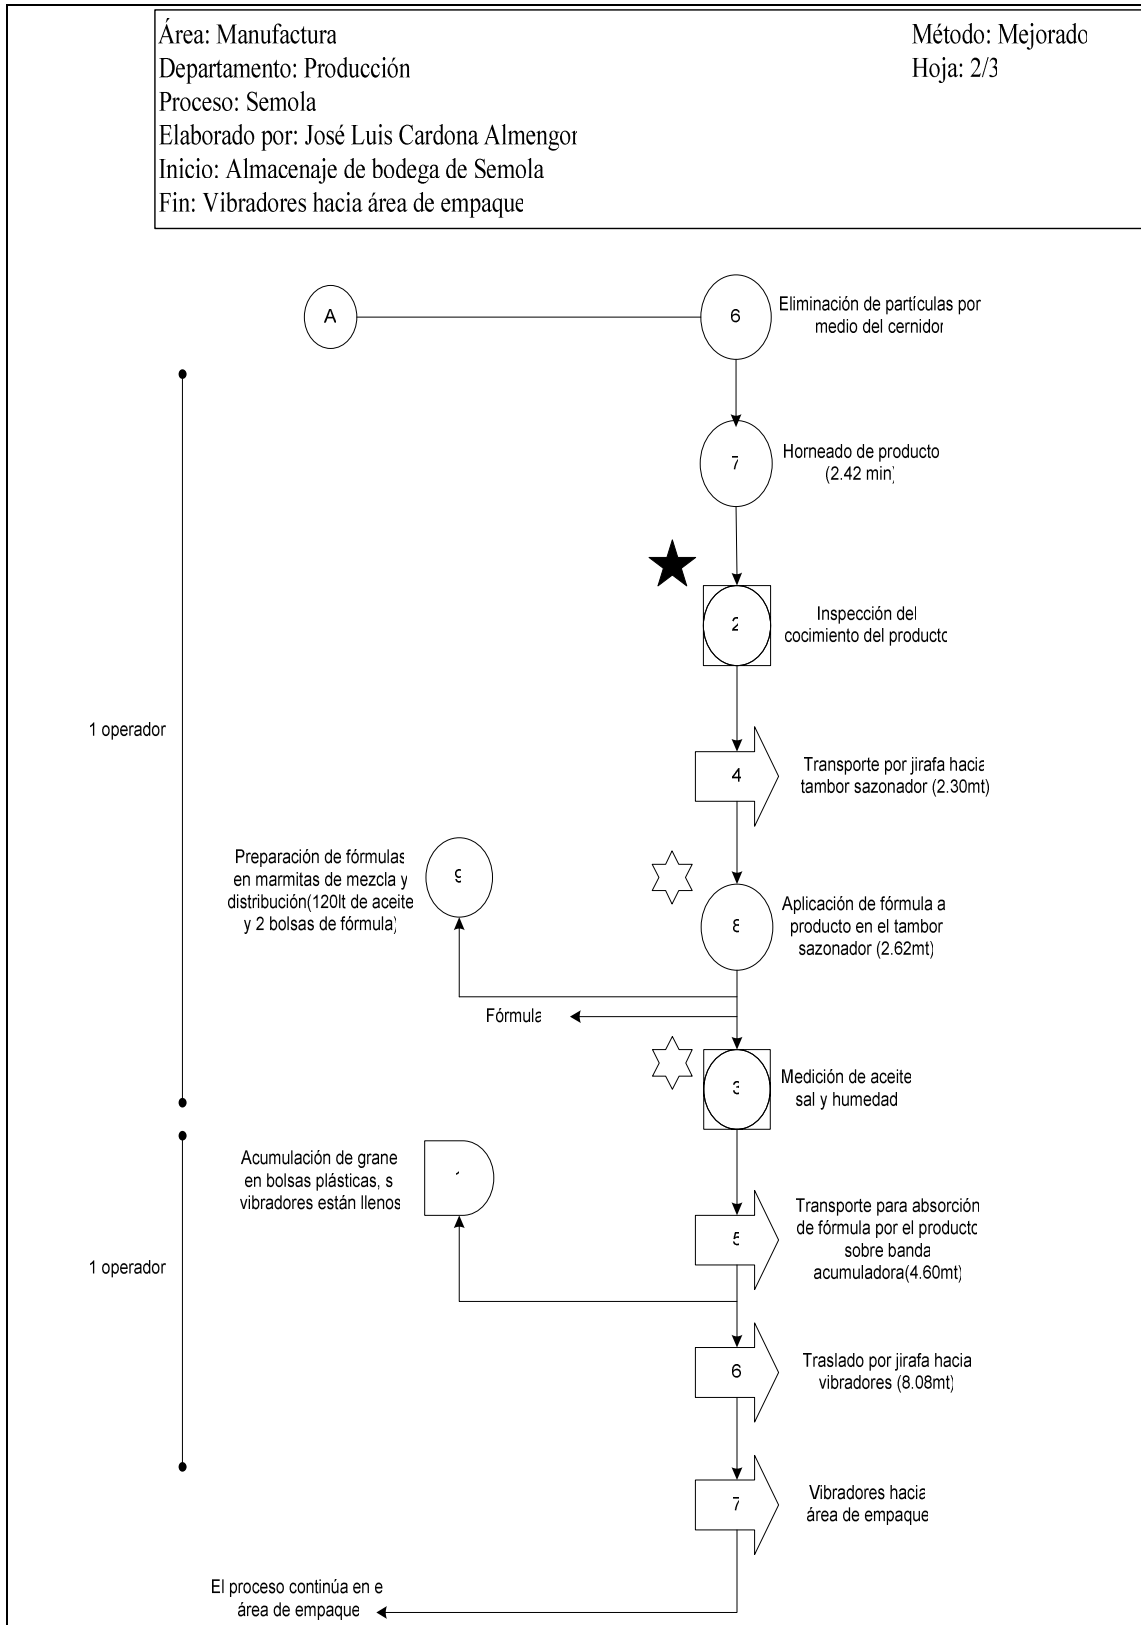 Área: Manufactura
Método: Mejorado
Departamento: Producción
Hoja: 2/3
Proceso: Semola
Elaborado por: José Luis Cardona Almengor
Inicio: Almacenaje de bodega de Semola
Fin: Vibradores hacia área de empaque
A
6
Eliminación de partículas por
medio del cernidor
7
Horneado de producto
(2.42 min)
2
Inspección del
cocimiento del producto
1 operador
4
Transporte por jirafa hacia
tambor sazonador (2.30mt)
Preparación de fórmulas
en marmitas de mezcla y
distribución(120lt de aceite
y 2 bolsas de fórmula)
9
8
Aplicación de fórmula a
producto en el tambor
sazonador (2.62mt)
Fórmula
3
Medición de aceite
sal y humedad
Acumulación de grane
en bolsas plásticas, s
vibradores están llenos
1 operador
5
Transporte para absorción
de fórmula por el producto
sobre banda
acumuladora(4.60mt)
6
Traslado por jirafa hacia
vibradores (8.08mt)
7
Vibradores hacia
área de empaque
El proceso continúa en e
área de empaque